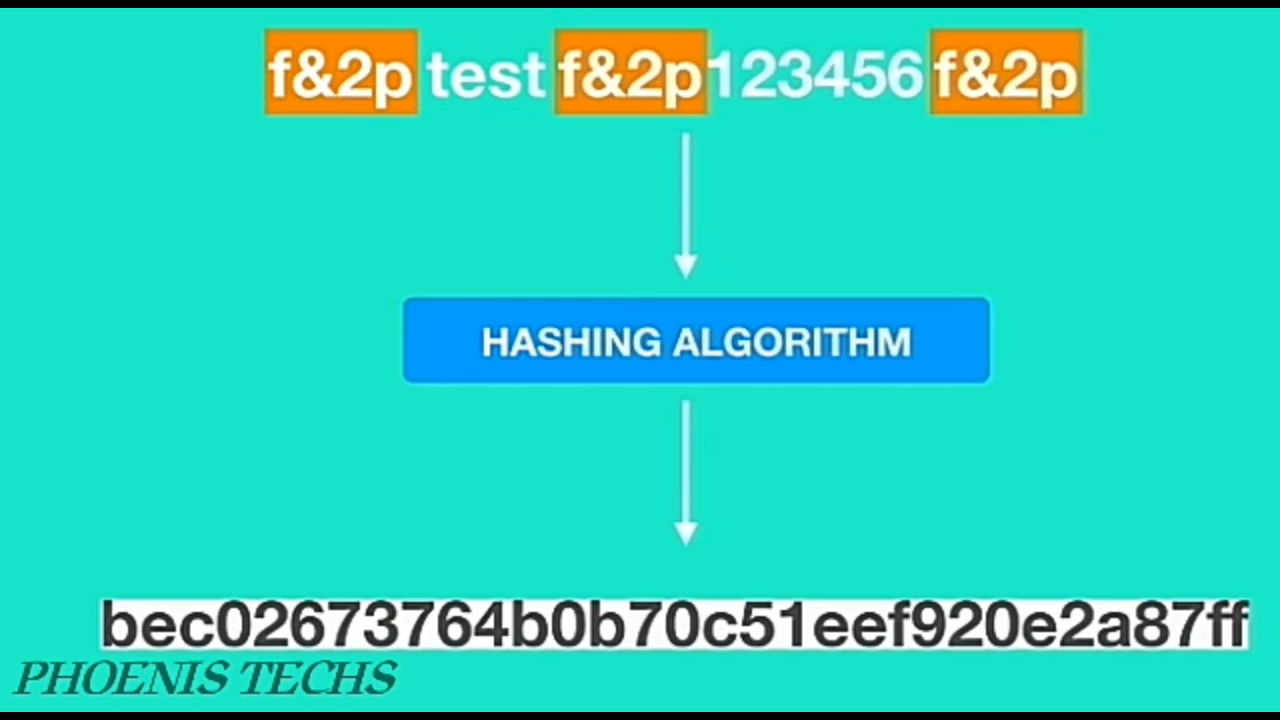 f&2p test f&2p123456 f&2p
HASHING ALGORITHM
bec02673764b0b70c51eef920e2a87ff
PHOENIS TECHS